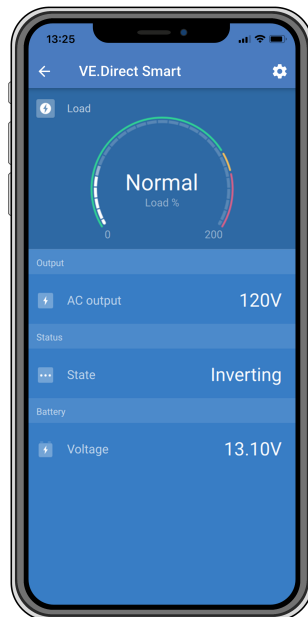 13:25
VE.Direct Smart
Load
Normal
Load %
0 200
Output
AC output 120V
Status
State Inverting
Battery
Voltage 13.10V